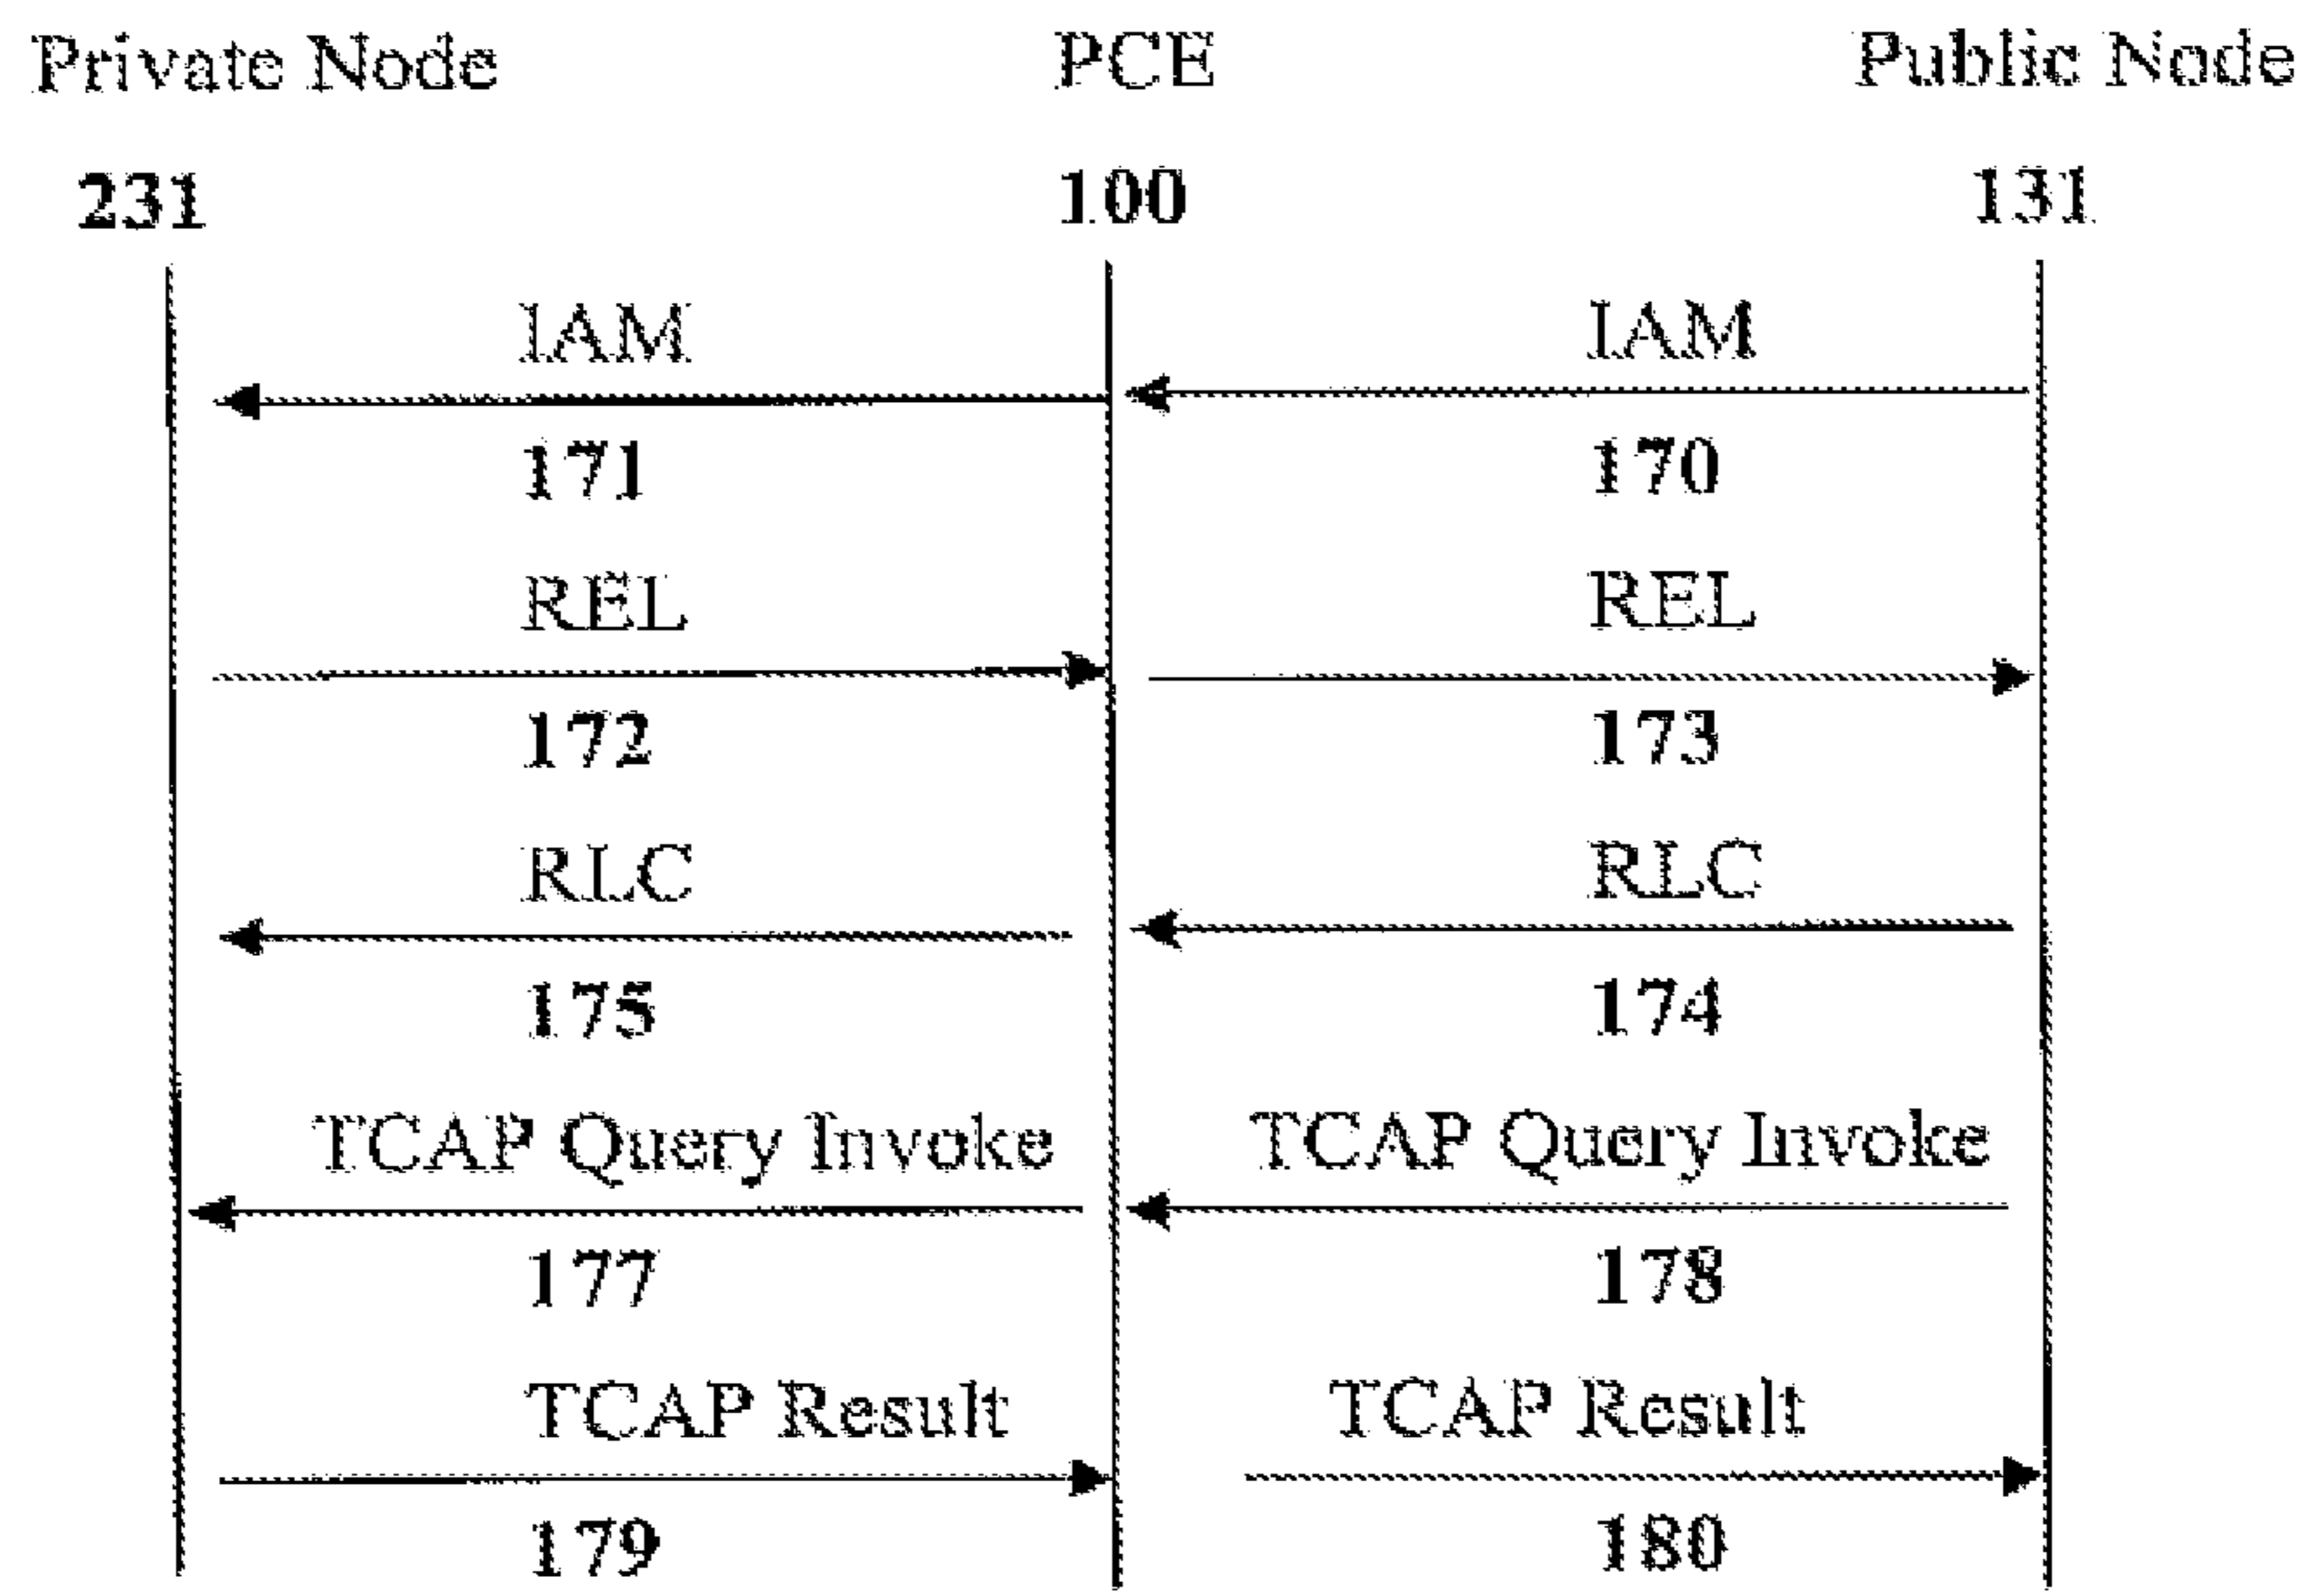 Private Node PCE Public Node
231 100 131
IAM IAM
171 170
REL REL
172 173
RLC RLC
175 174
TCAP Query Invoke TCAP Query Invoke
177 178
TCAP Result TCAP Result
179 180